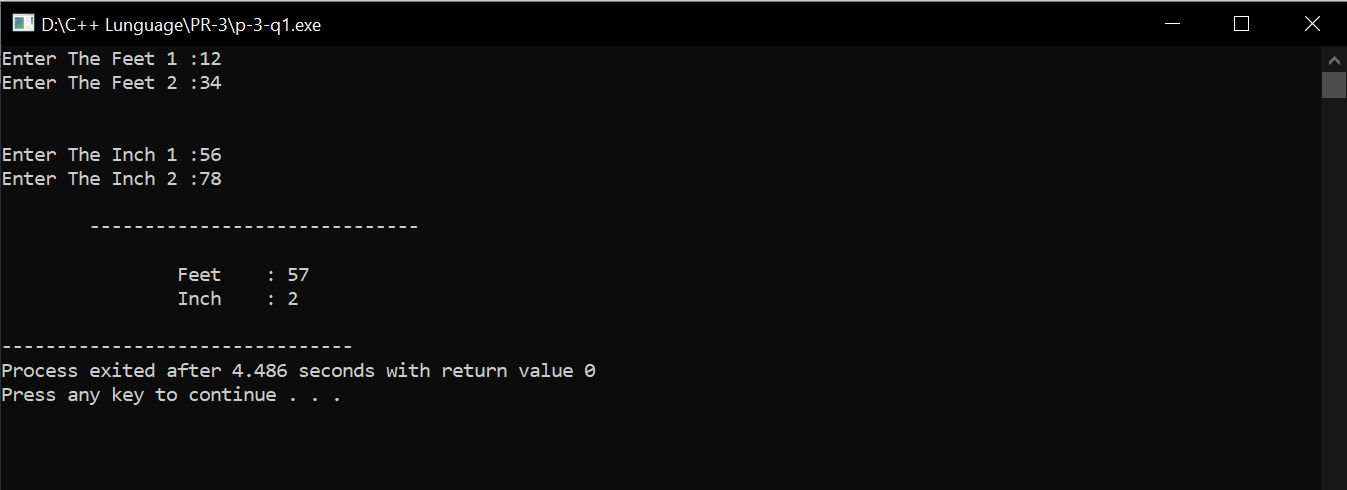 D:\C++ Lunguage\PR-3\p-3-q1.exe
Enter The Feet 1 :12
Enter The Feet 2 :34
Enter The Inch 1 :56
Enter The Inch 2 :78
------------------------------
Feet    : 57
Inch    : 2
--------------------------------
Process exited after 4.486 seconds with return value 0
Press any key to continue . . .